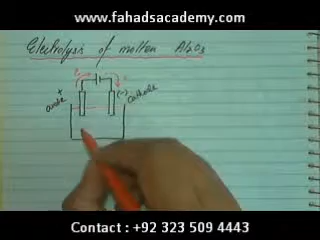 www.fahadsacademy.com
Electrolysis of molten Al2O3
+
anode
(-)
cathode
Contact : +92 323 509 4443